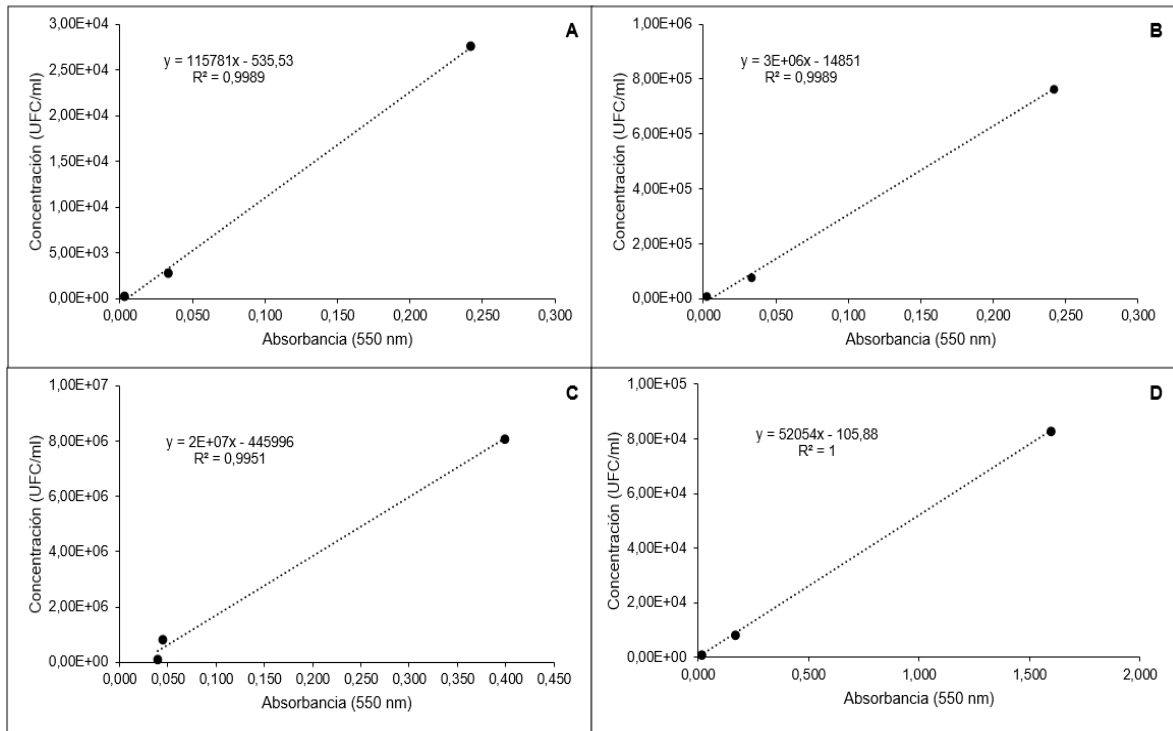 A
y = 115781x - 535,53
R² = 0,9989
Concentración (UFC/ml)
3,00E+04
2,50E+04
2,00E+04
1,50E+04
1,00E+04
5,00E+03
0,00E+00
0,000 0,050 0,100 0,150 0,200 0,250 0,300
Absorbancia (550 nm)
B
y = 3E+06x - 14851
R² = 0,9989
Concentración (UFC/ml)
1,00E+06
8,00E+05
6,00E+05
4,00E+05
2,00E+05
0,00E+00
0,000 0,050 0,100 0,150 0,200 0,250 0,300
Absorbancia (550 nm)
C
y = 2E+07x - 445996
R² = 0,9951
Concentración (UFC/ml)
1,00E+07
8,00E+06
6,00E+06
4,00E+06
2,00E+06
0,00E+00
0,000 0,050 0,100 0,150 0,200 0,250 0,300 0,350 0,400 0,450
Absorbancia (550 nm)
D
y = 52054x - 105,88
R² = 1
Concentración (UFC/ml)
1,00E+05
8,00E+04
6,00E+04
4,00E+04
2,00E+04
0,00E+00
0,000 0,500 1,000 1,500 2,000
Absorbancia (550 nm)